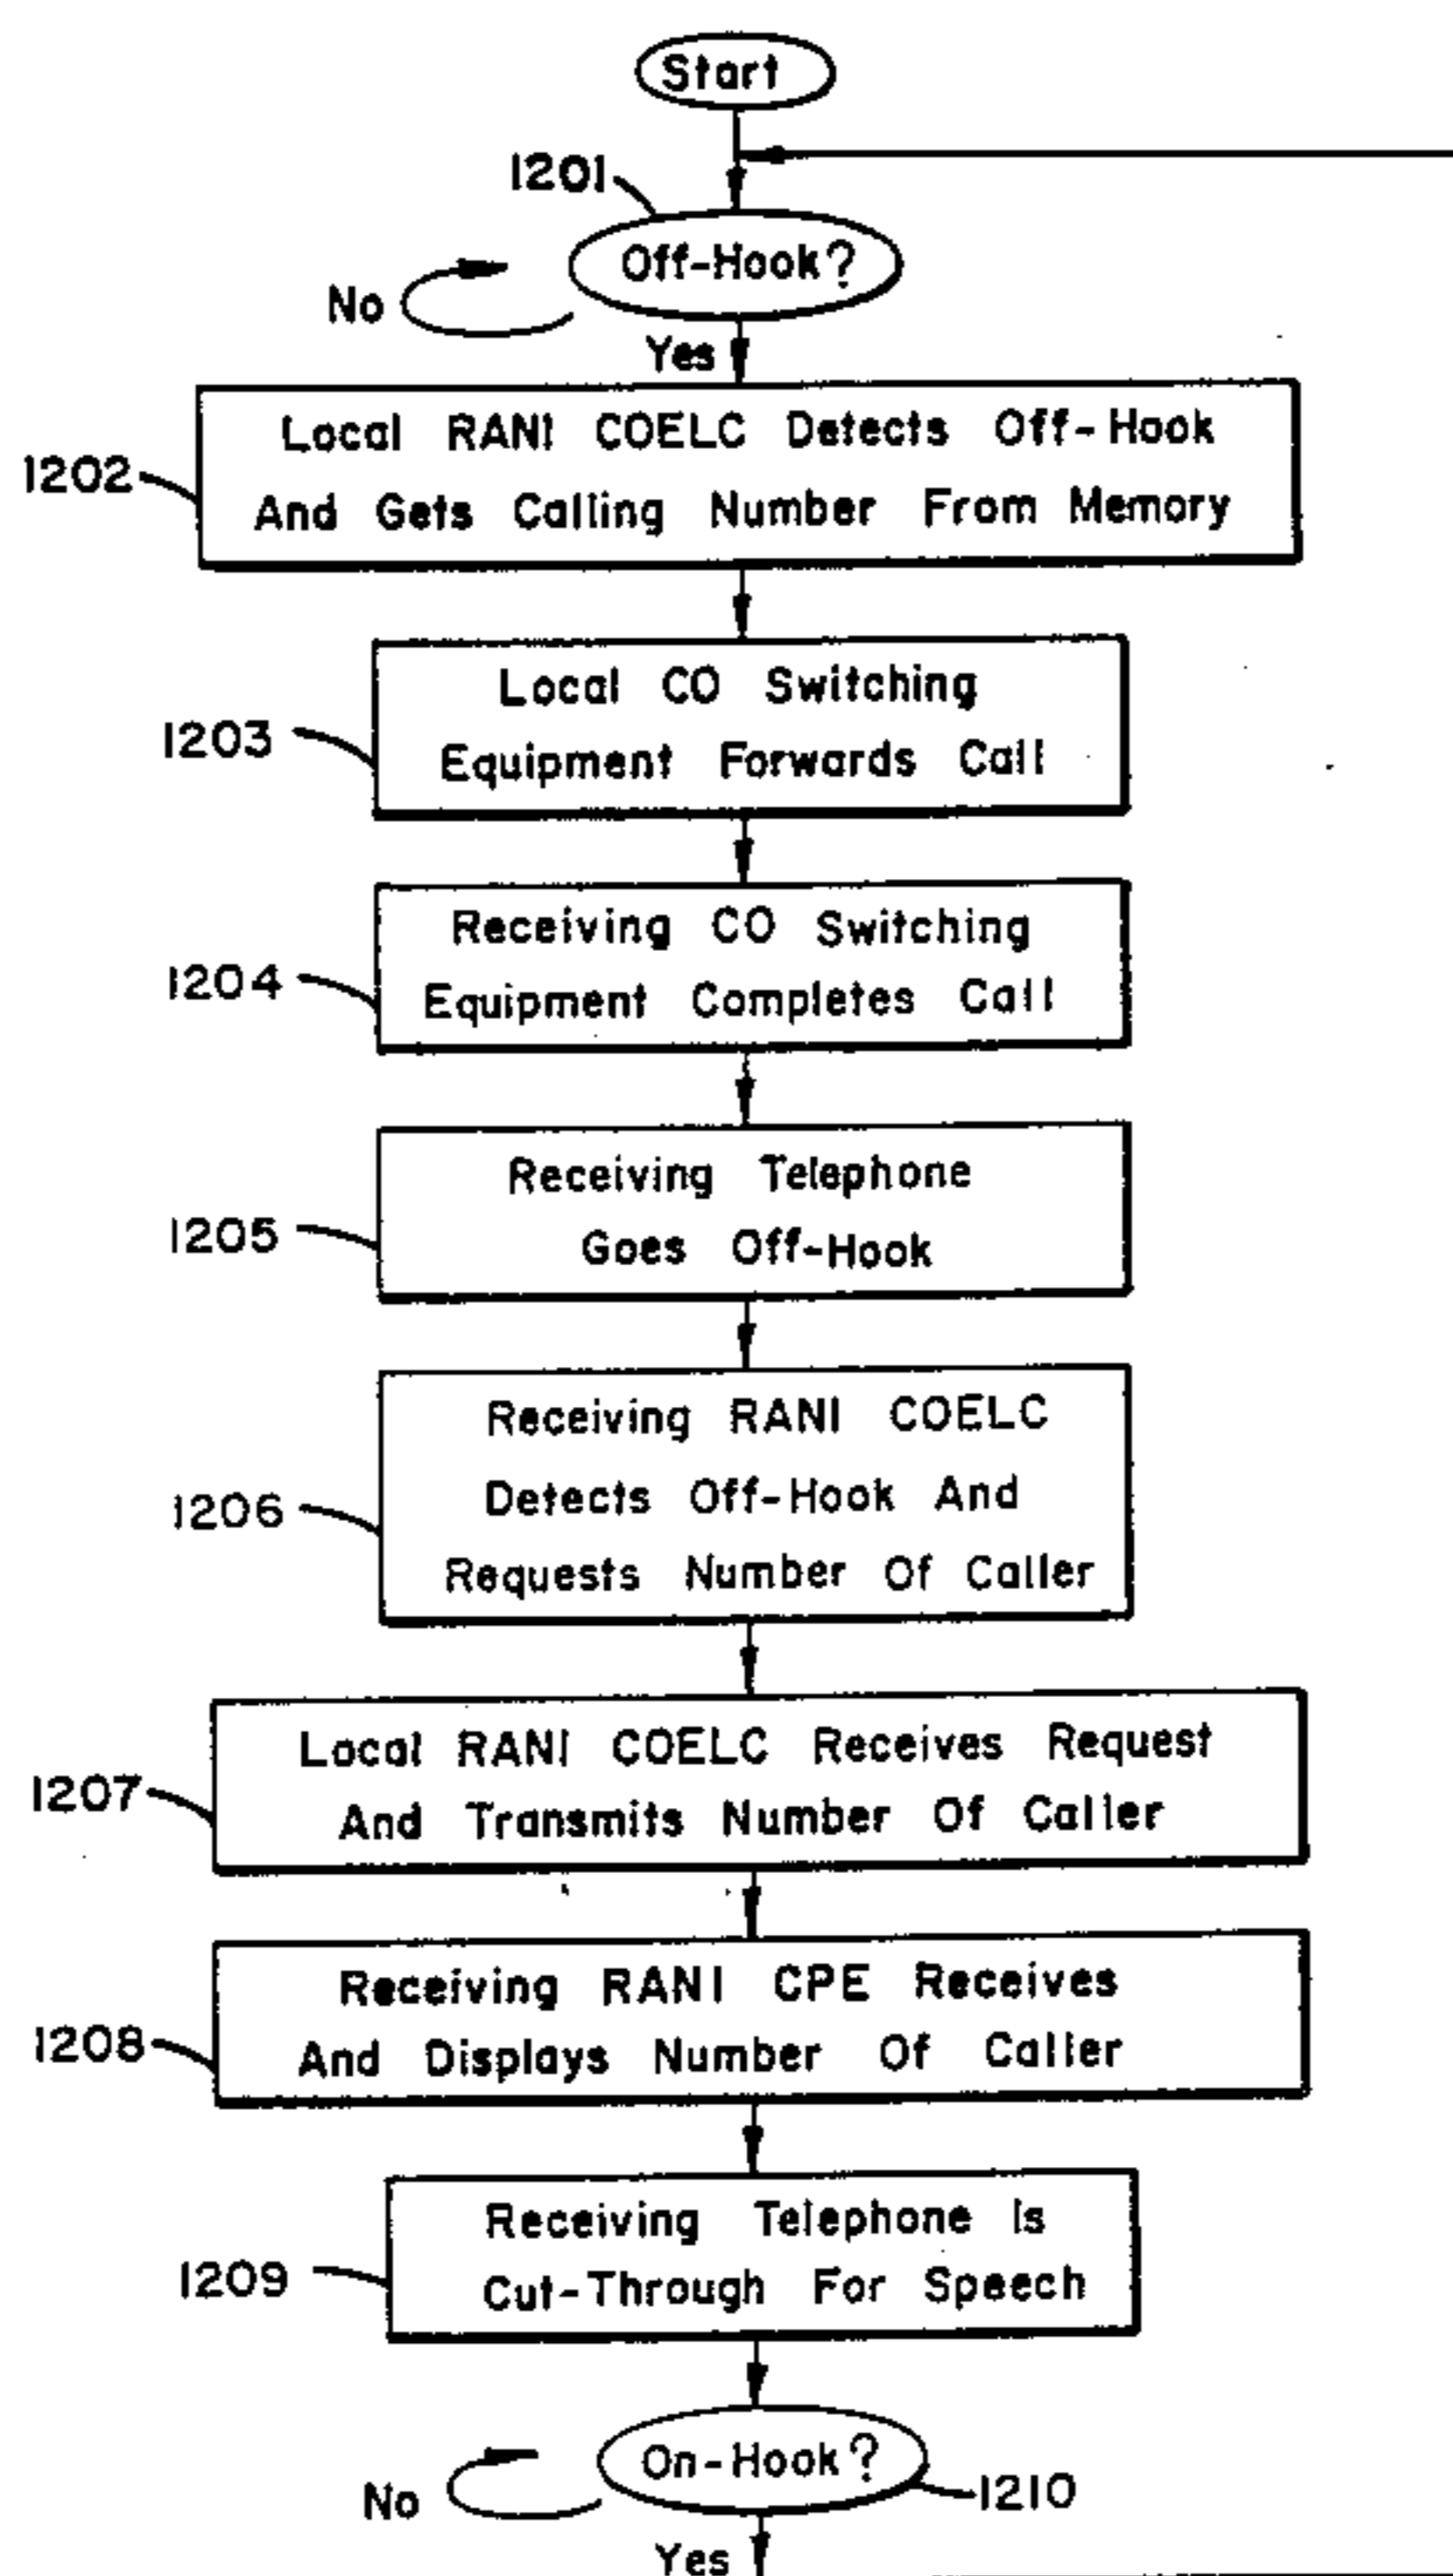 Start
1201
Off-Hook?
No
Yes
1202
Local RANI COELC Detects Off-Hook
And Gets Calling Number From Memory
1203
Local CO Switching
Equipment Forwards Call
1204
Receiving CO Switching
Equipment Completes Call
1205
Receiving Telephone
Goes Off-Hook
1206
Receiving RANI COELC
Detects Off-Hook And
Requests Number Of Caller
1207
Local RANI COELC Receives Request
And Transmits Number Of Caller
1208
Receiving RANI CPE Receives
And Displays Number Of Caller
1209
Receiving Telephone Is
Cut-Through For Speech
On-Hook?
1210
No
Yes